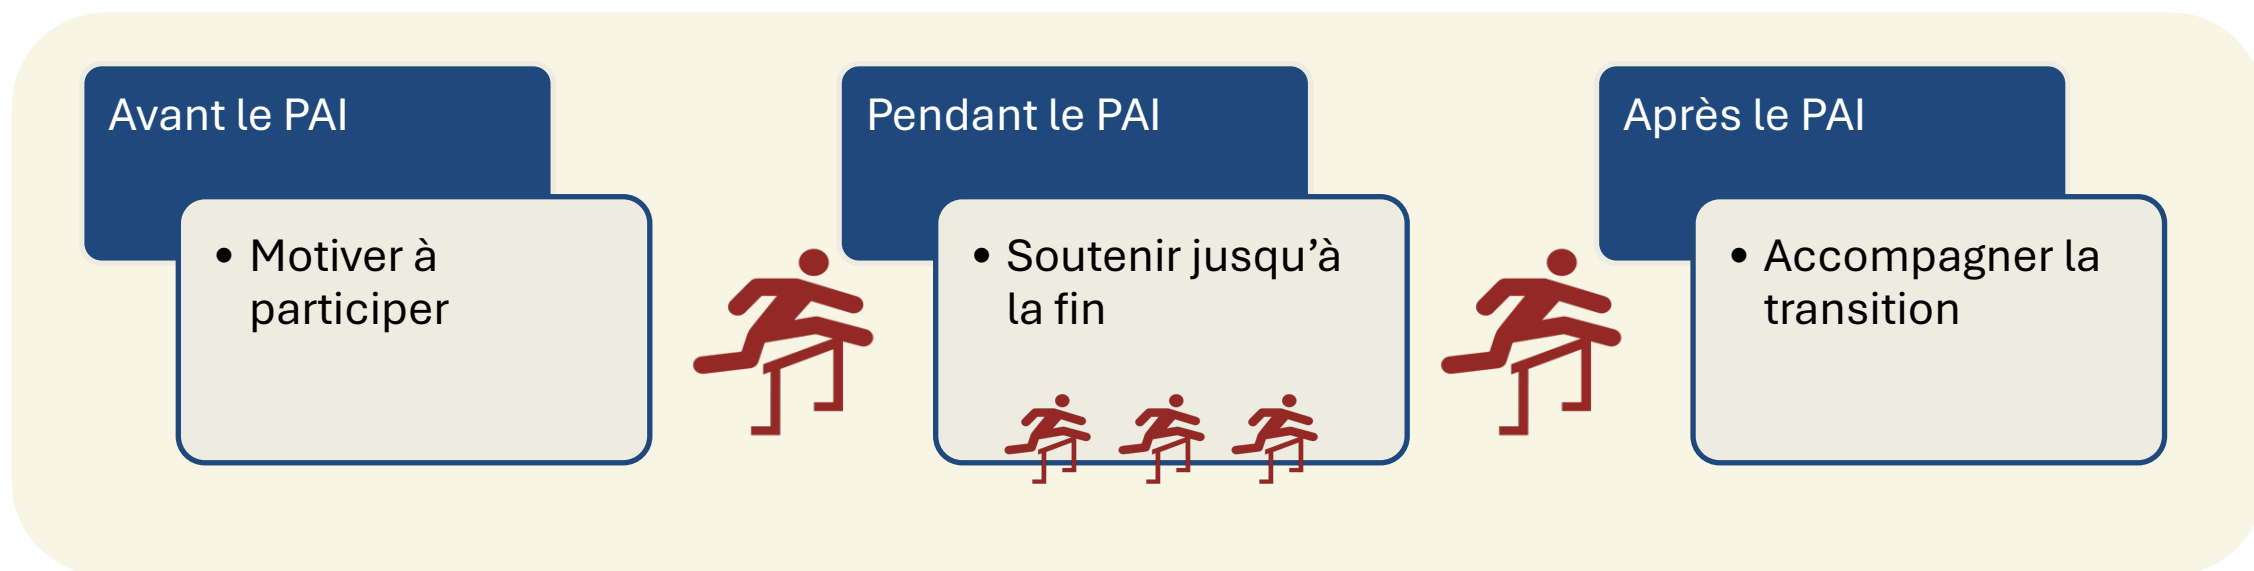 Avant le PAI
• Motiver à
participer
Pendant le PAI
• Soutenir jusqu’à
la fin
Après le PAI
• Accompagner la
transition